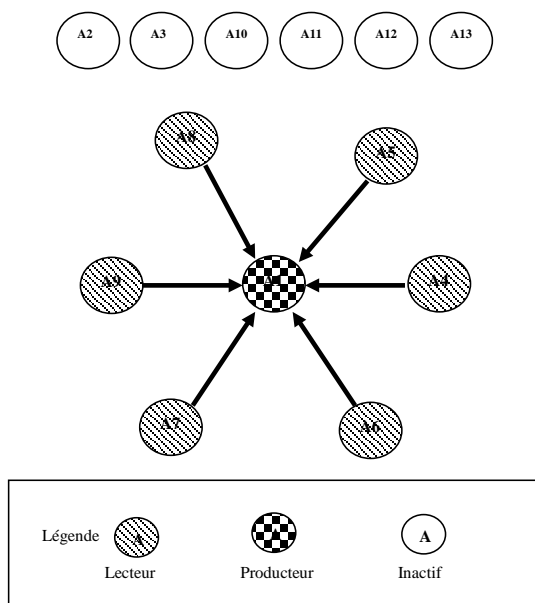 A2 A3 A10 A11 A12 A13
A8 A5
A9 A4
A7 A6
Légende A A
Lecteur Producteur Inactif